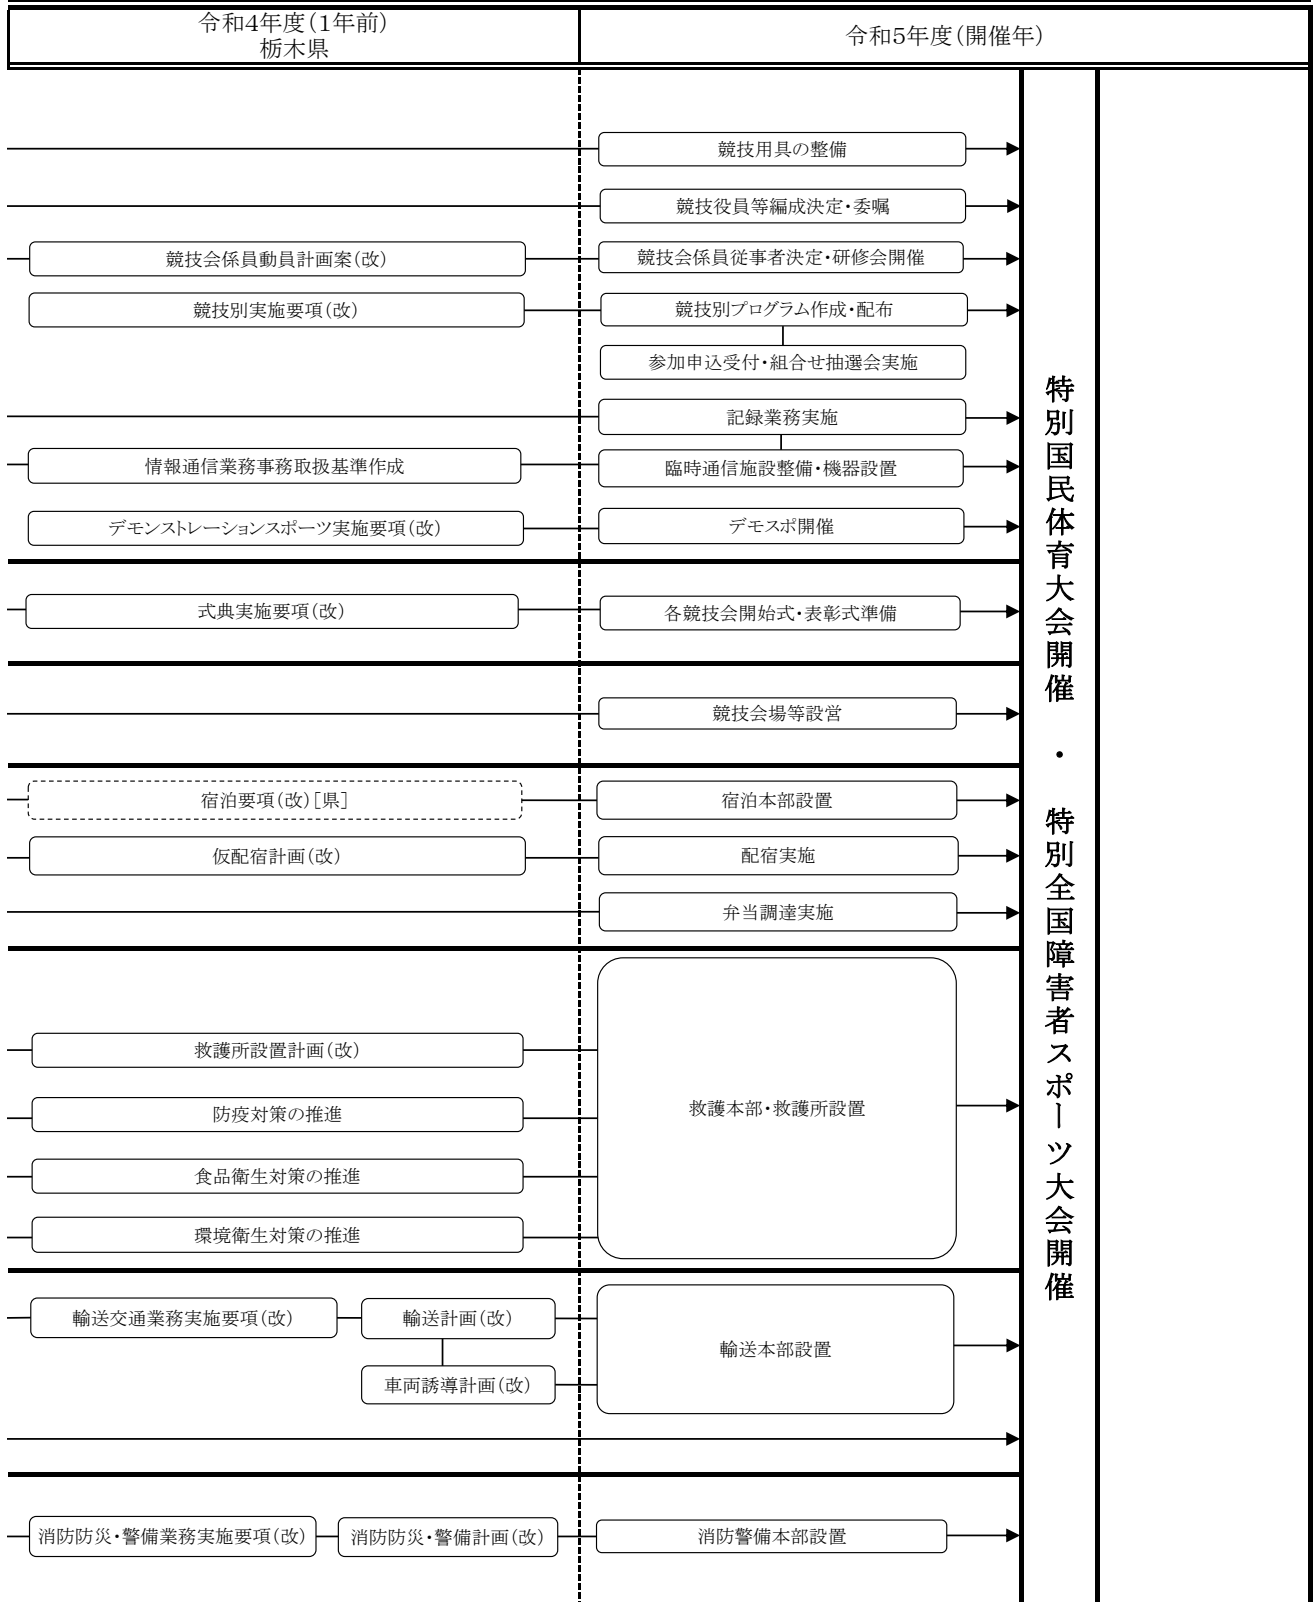 令和4年度(1年前)
栃木県
令和5年度(開催年)
競技用具の整備
競技役員等編成決定・委嘱
競技会係員動員計画案(改)
競技会係員従事者決定・研修会開催
競技別実施要項(改)
競技別プログラム作成・配布
参加申込受付・組合せ抽選会実施
記録業務実施
情報通信業務事務取扱基準作成
臨時通信施設整備・機器設置
デモンストレーションスポーツ実施要項(改)
デモスポ開催
式典実施要項(改)
各競技会開始式・表彰式準備
競技会場等設営
宿泊要項(改)[県]
宿泊本部設置
仮配宿計画(改)
配宿実施
弁当調達実施
救護所設置計画(改)
防疫対策の推進
食品衛生対策の推進
環境衛生対策の推進
救護本部・救護所設置
輸送交通業務実施要項(改)
輸送計画(改)
車両誘導計画(改)
輸送本部設置
消防防災・警備業務実施要項(改)
消防防災・警備計画(改)
消防警備本部設置
特別国民体育大会開催 ・ 特別全国障害者スポーツ大会開催